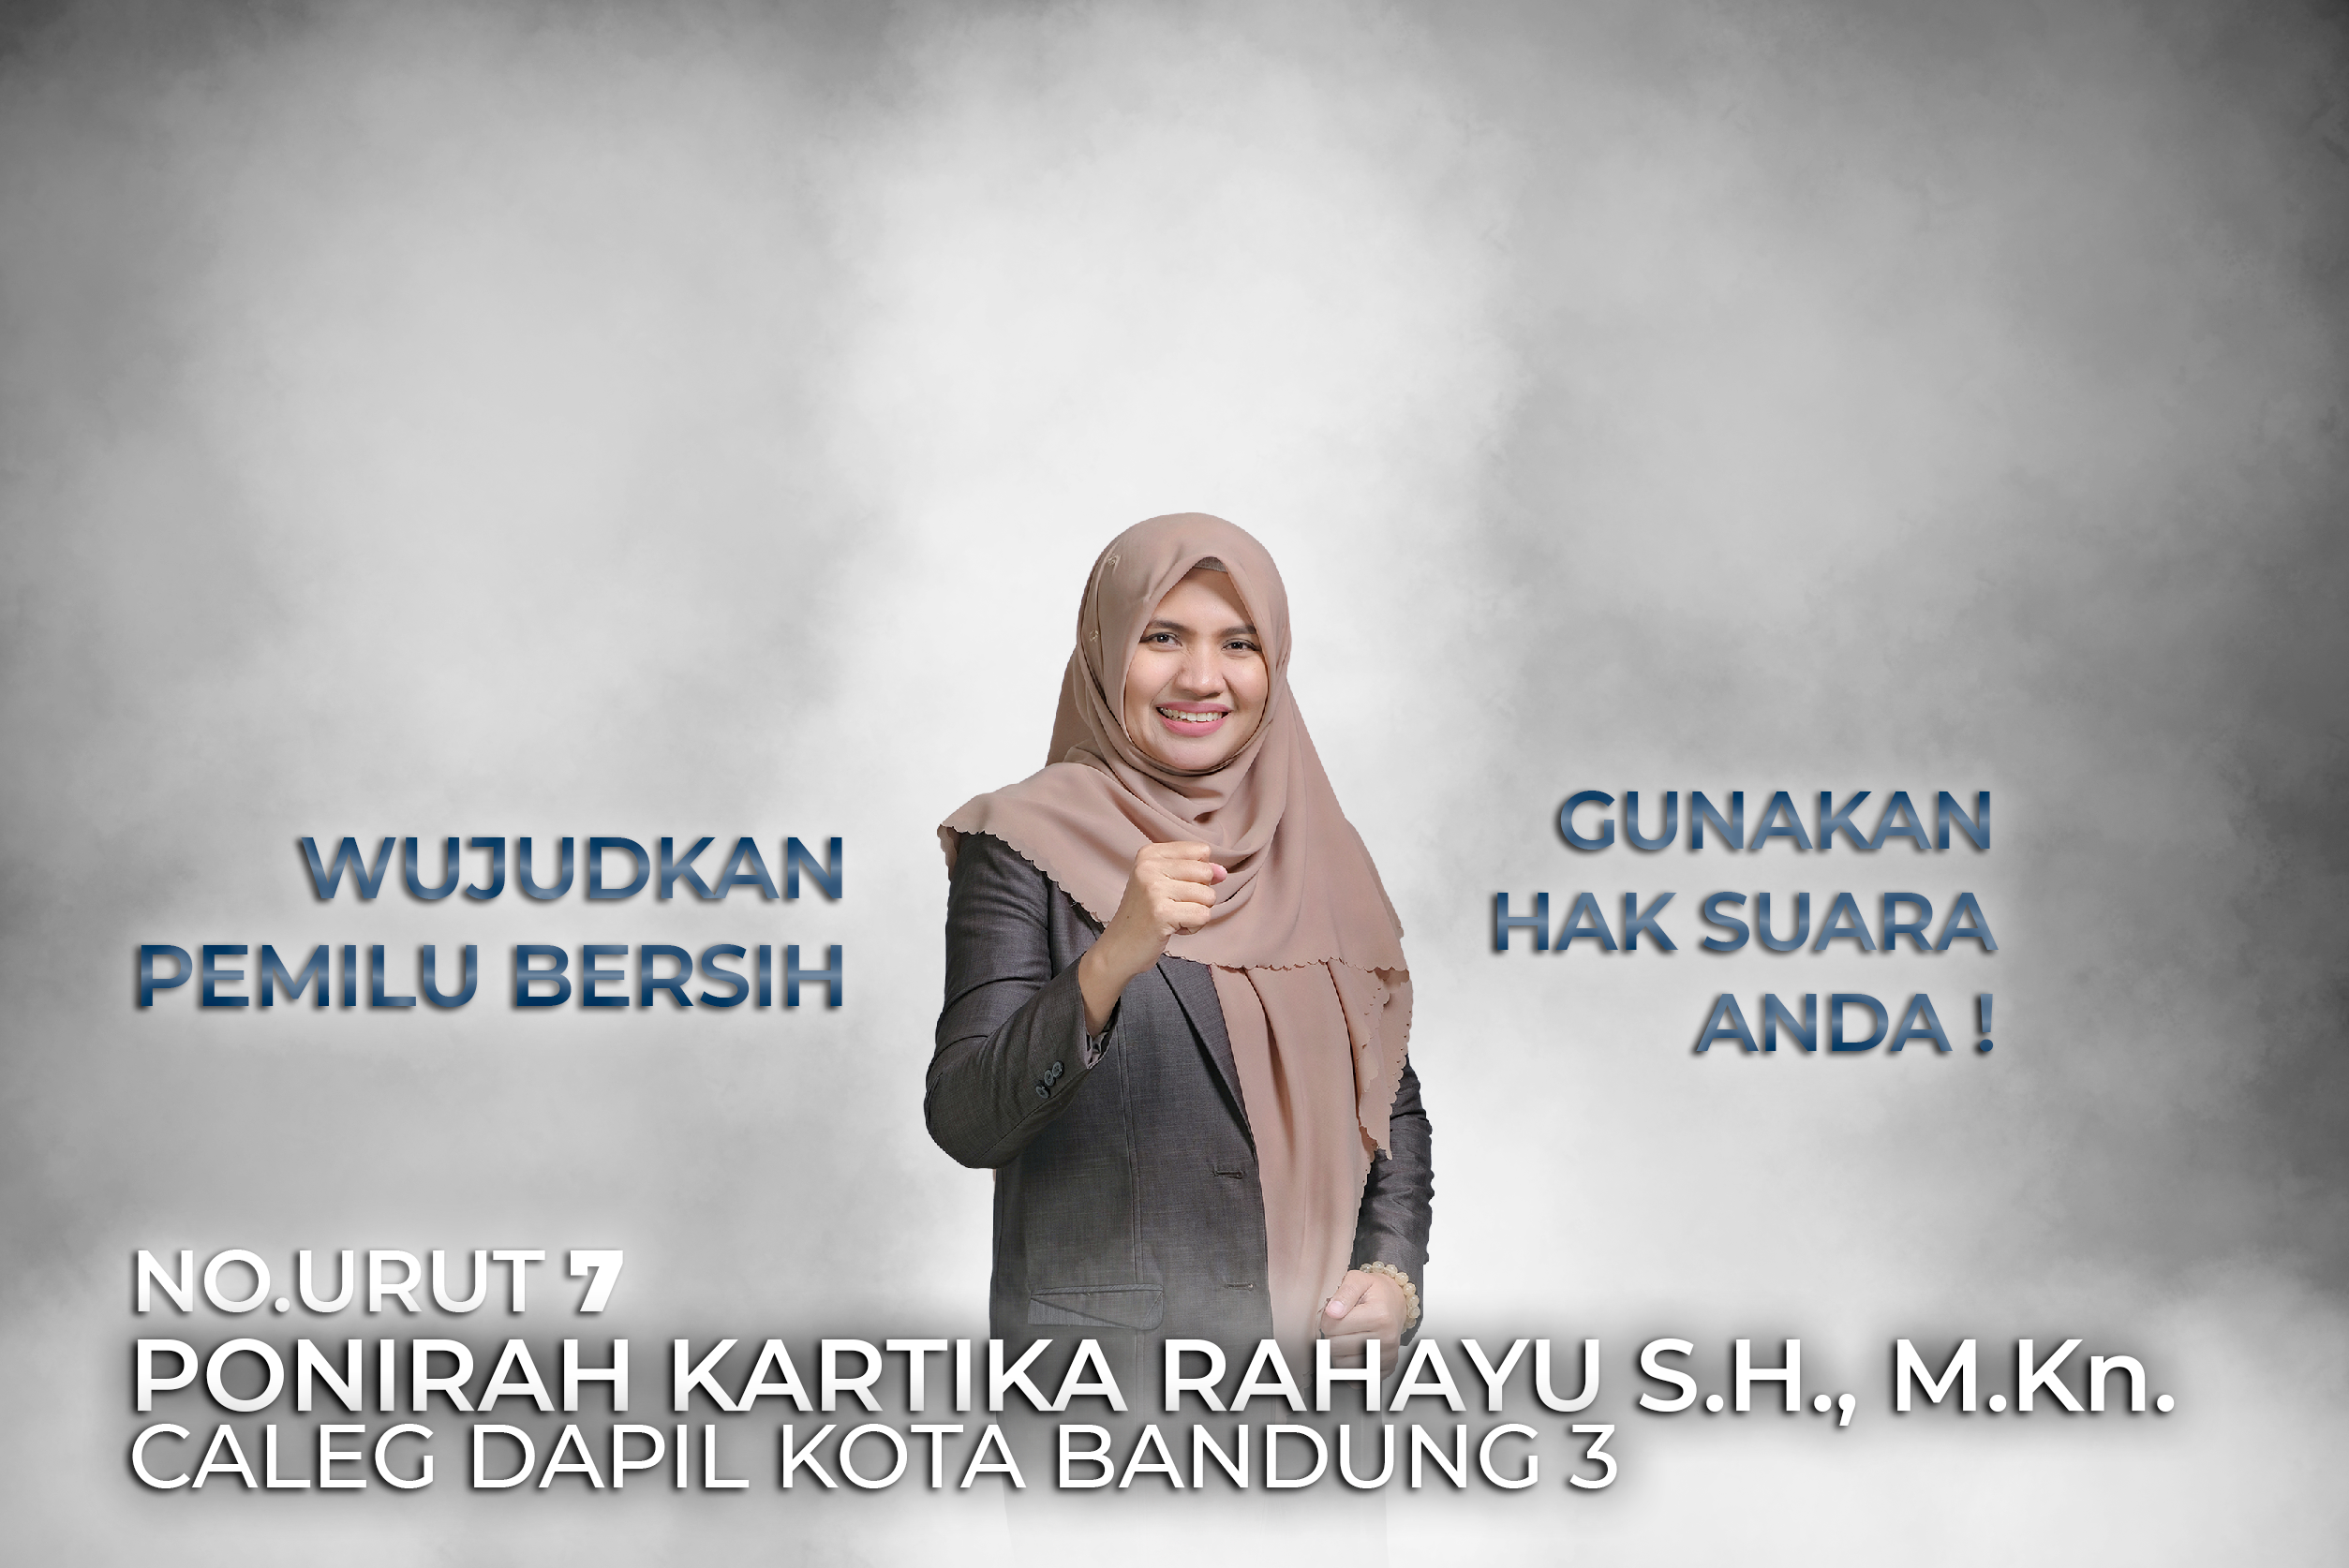 WUJUDKAN
PEMILU BERSIH
GUNAKAN
HAK SUARA
ANDA !
NO.URUT 7
PONIRAH KARTIKA RAHAYU S.H., M.Kn.
CALEG DAPIL KOTA BANDUNG 3